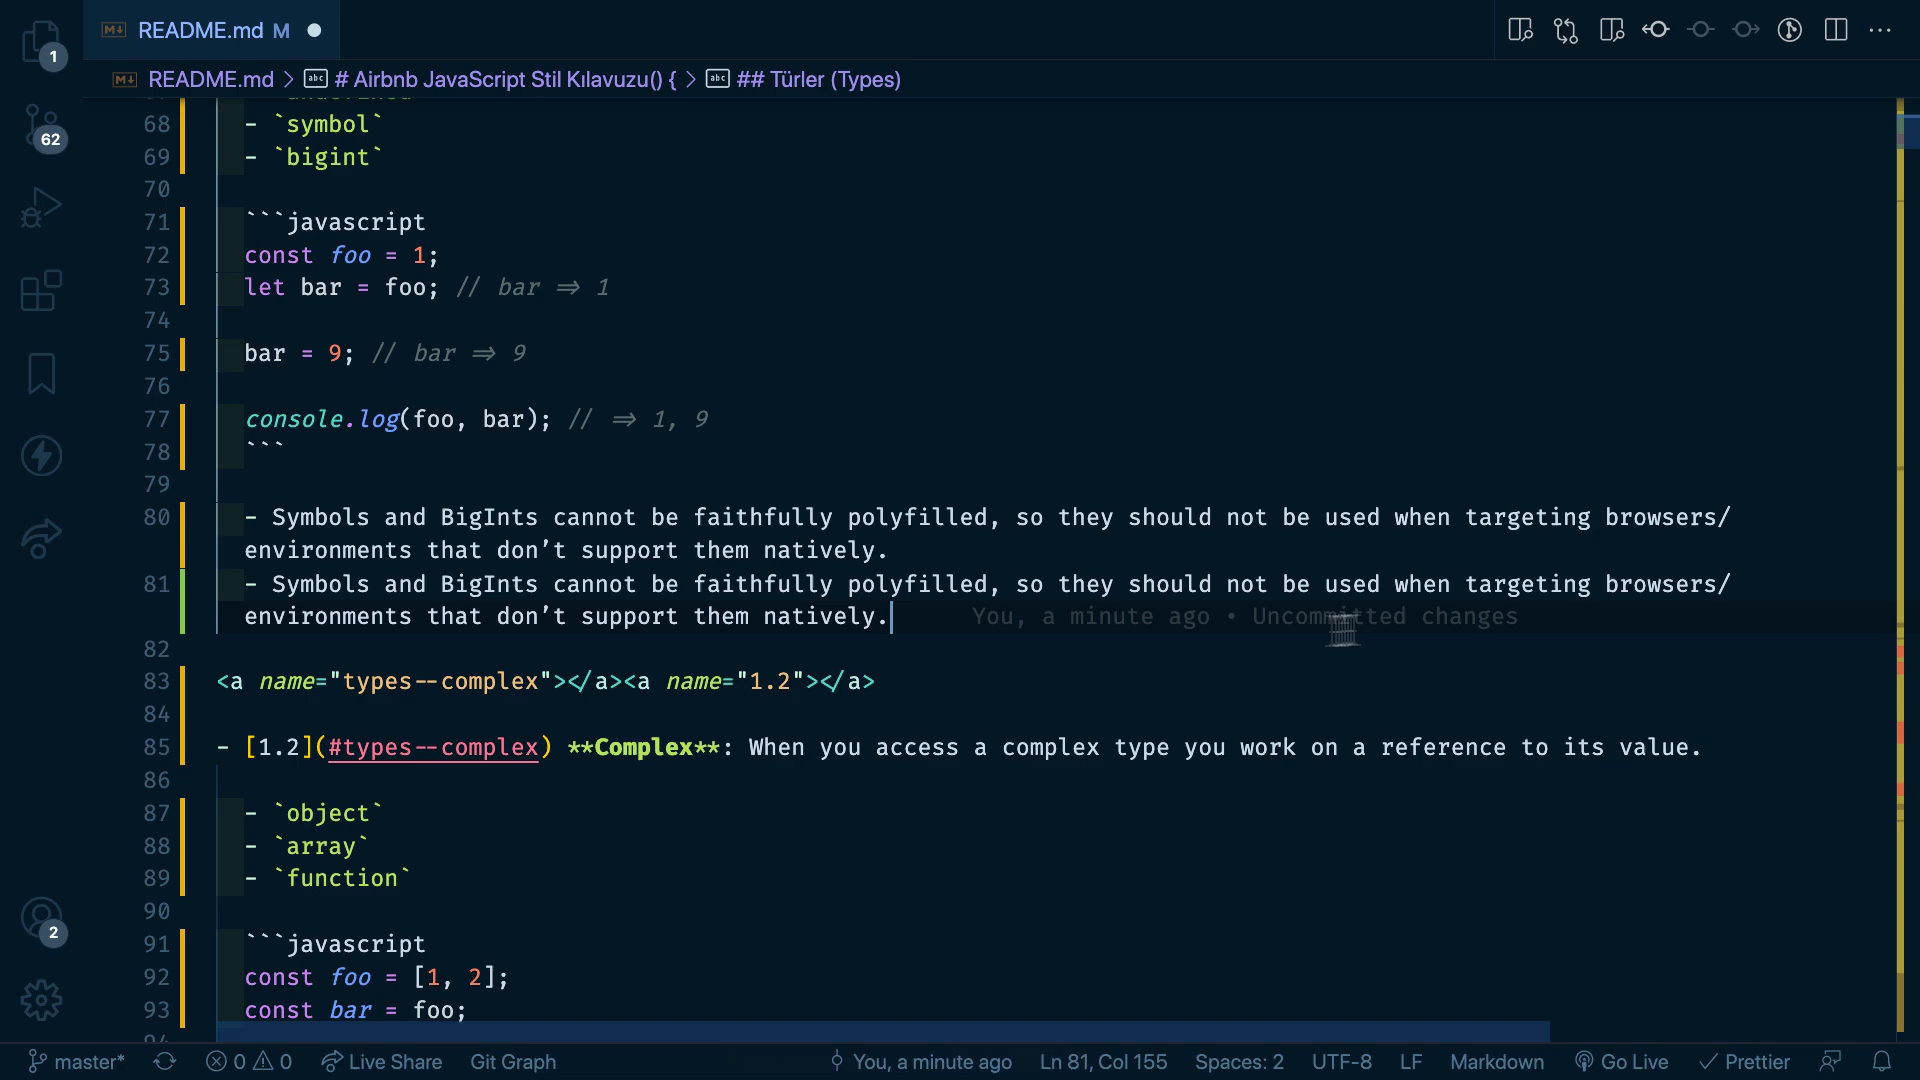 README.md M
README.md > # Airbnb JavaScript Stil Kılavuzu() { > ## Türler (Types)
1
62
68 - `symbol`
69 - `bigint`
70
71 ```javascript
72 const foo = 1;
73 let bar = foo; // bar => 1
74
75 bar = 9; // bar => 9
76
77 console.log(foo, bar); // => 1, 9
78 ```
79
80 - Symbols and BigInts cannot be faithfully polyfilled, so they should not be used when targeting browsers/
environments that don’t support them natively.
81 - Symbols and BigInts cannot be faithfully polyfilled, so they should not be used when targeting browsers/
environments that don’t support them natively. You, a minute ago • Uncommitted changes
82
83 <a name="types--complex"></a><a name="1.2"></a>
84
85 - [1.2](#types--complex) **Complex**: When you access a complex type you work on a reference to its value.
86
87 - `object`
88 - `array`
89 - `function`
90
2
91 ```javascript
92 const foo = [1, 2];
93 const bar = foo;
master* 0 0 Live Share Git Graph You, a minute ago Ln 81, Col 155 Spaces: 2 UTF-8 LF Markdown Go Live Prettier